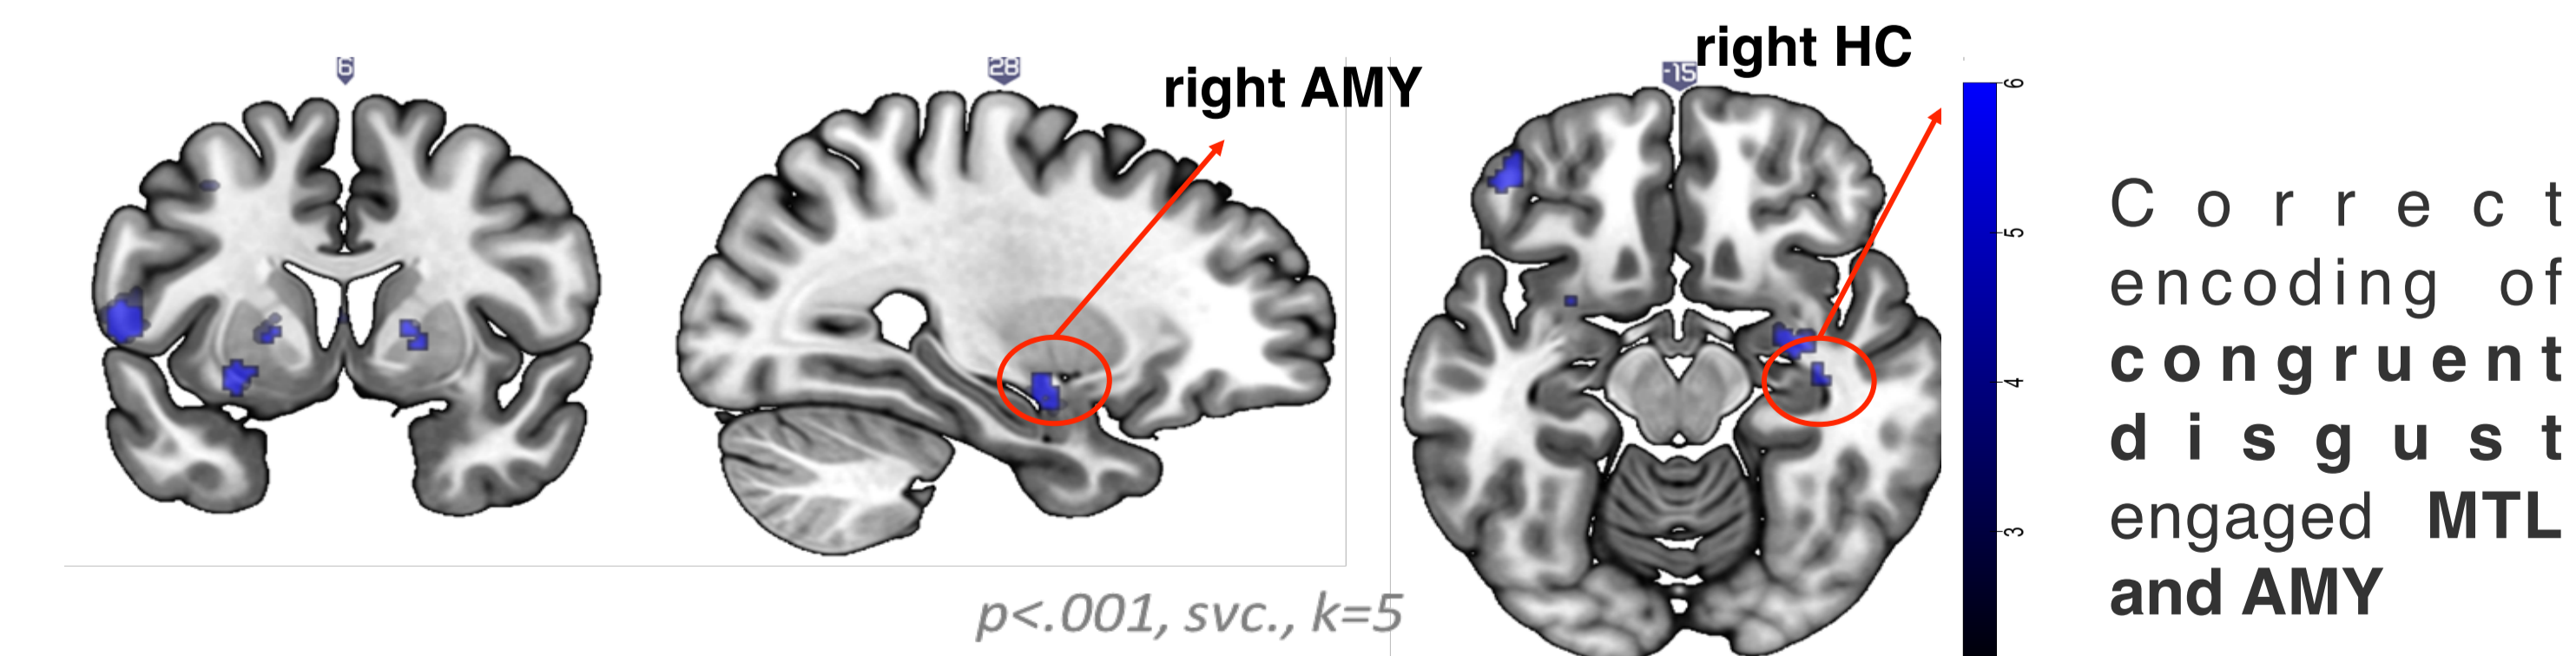 6
28
right AMY
-15
right HC
6
5
4
3
Correct
encoding of
congruent
disgust
engaged MTL
and AMY
p<.001, svc., k=5